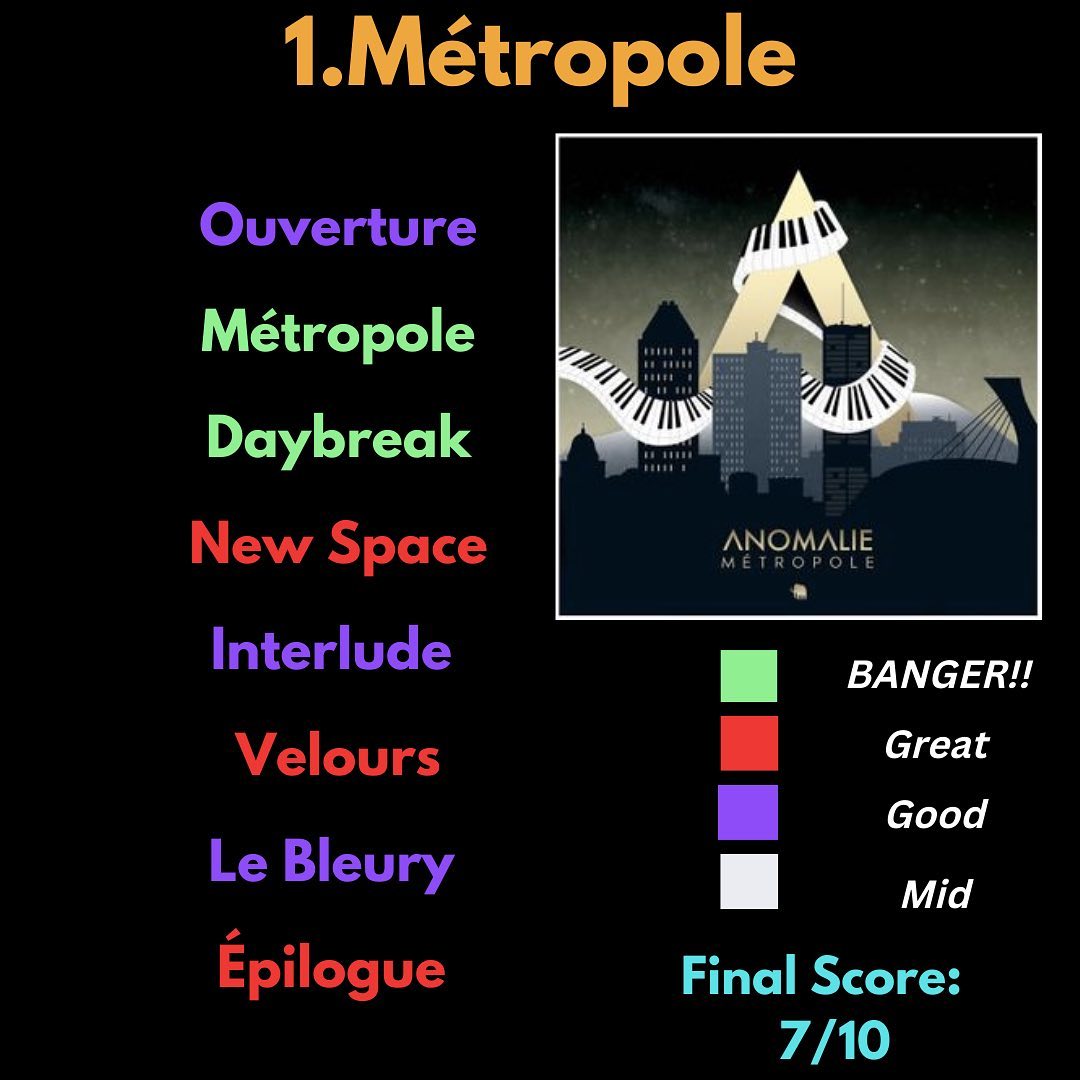 1.Métropole
Ouverture
Métropole
Daybreak
New Space
Interlude
Velours
Le Bleury
Épilogue
ANOMALIE
MÉTROPOLE
BANGER!!
Great
Good
Mid
Final Score:
7/10